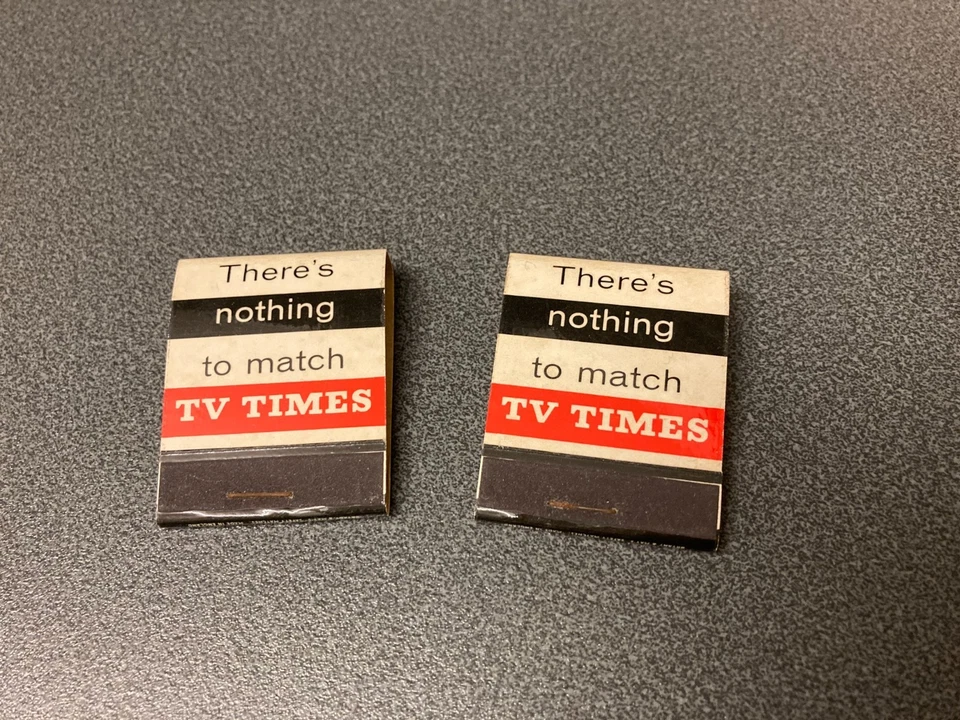 There's
nothing
to match
TV TIMES
There's
nothing
to match
TV TIMES